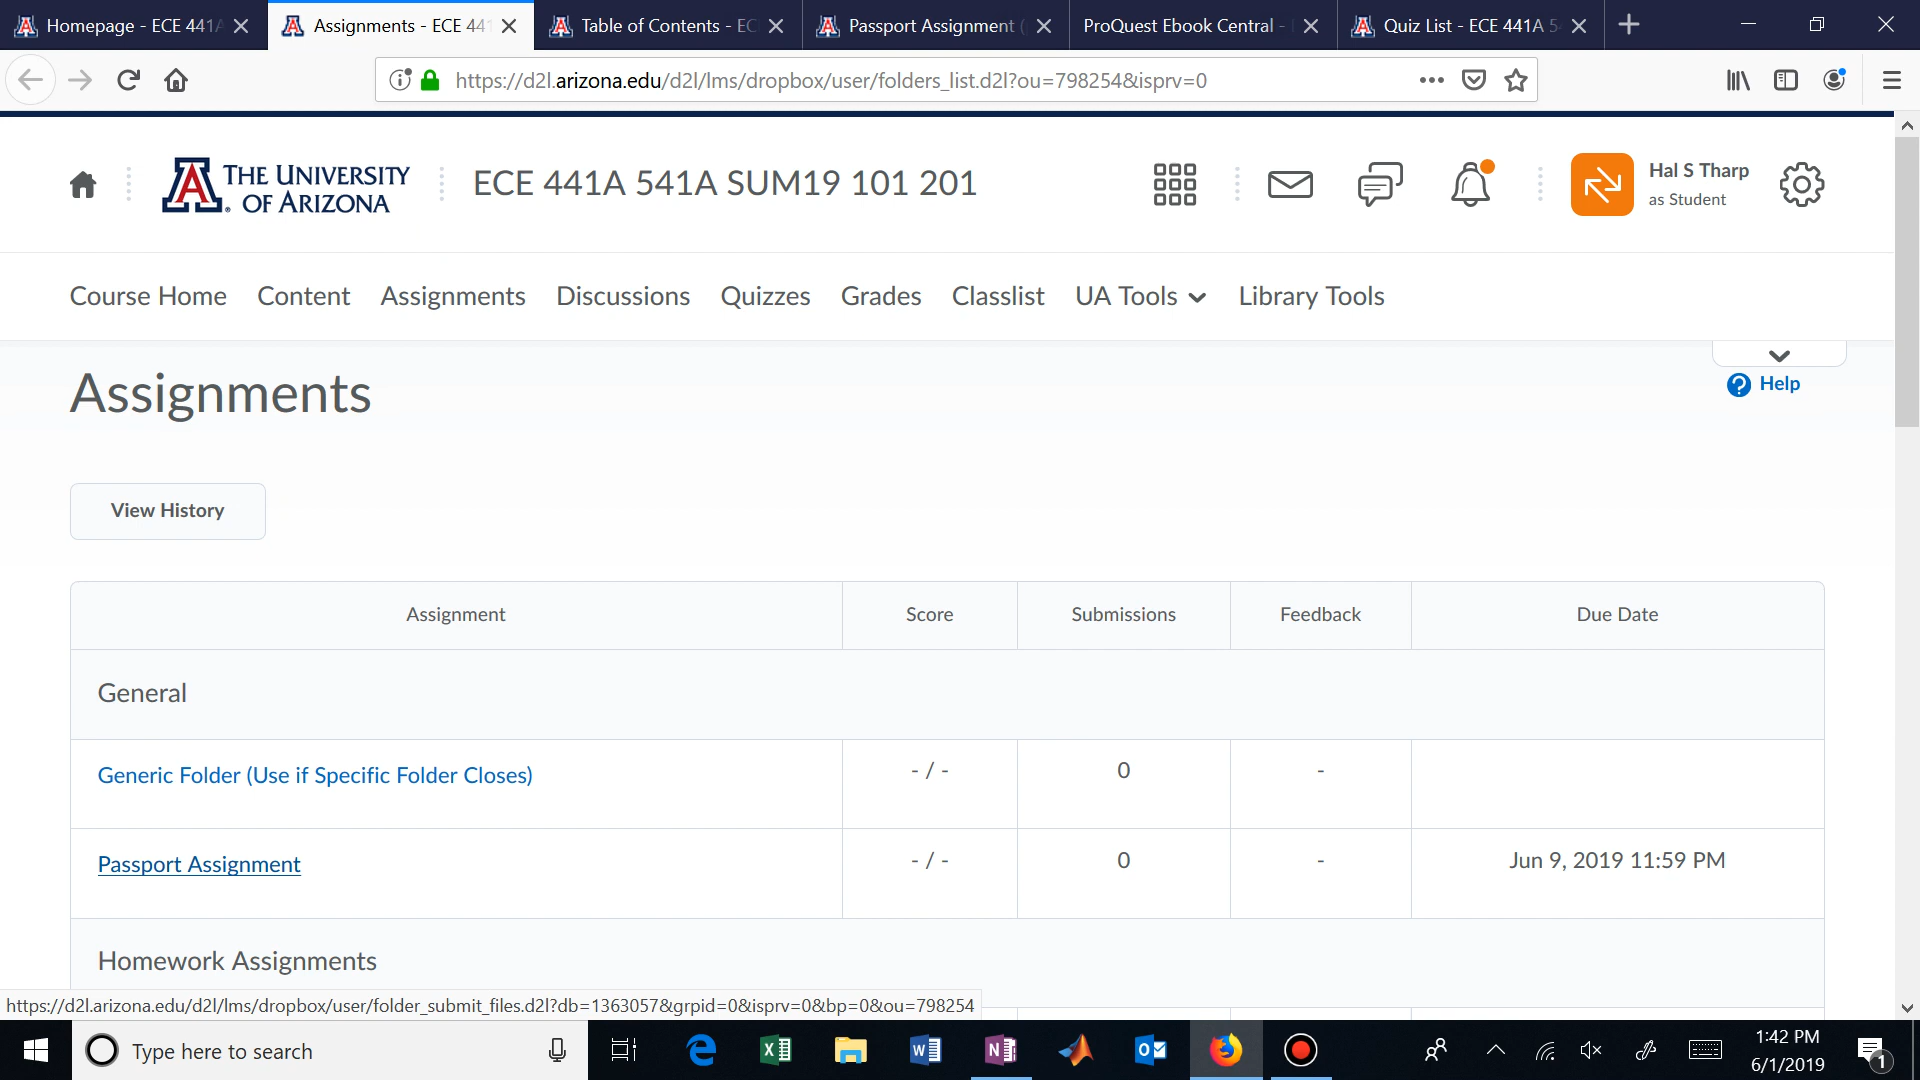 Homepage - ECE 441A
Assignments - ECE 441
Table of Contents - EC
Passport Assignment (
ProQuest Ebook Central -
Quiz List - ECE 441A 5
https://d2l.arizona.edu/d2l/lms/dropbox/user/folders_list.d2l?ou=798254&isprv=0
THE UNIVERSITY
OF ARIZONA
ECE 441A 541A SUM19 101 201
Hal S Tharp
as Student
Course Home Content Assignments Discussions Quizzes Grades Classlist UA Tools Library Tools
Assignments
Help
View History
Assignment Score Submissions Feedback Due Date
General
Generic Folder (Use if Specific Folder Closes) - / - 0 -
Passport Assignment - / - 0 - Jun 9, 2019 11:59 PM
Homework Assignments
https://d2l.arizona.edu/d2l/lms/dropbox/user/folder_submit_files.d2l?db=1363057&grpid=0&isprv=0&bp=0&ou=798254
Type here to search
1:42 PM
6/1/2019
1